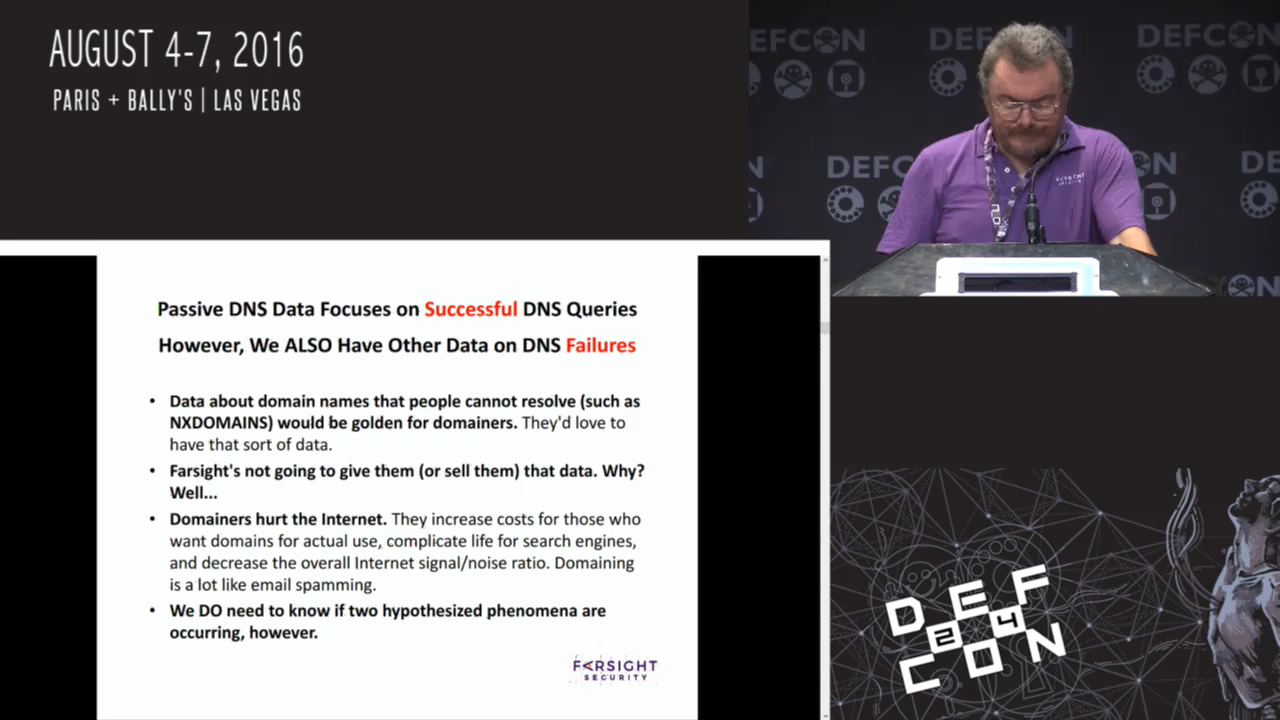 AUGUST 4-7, 2016
PARIS + BALLY'S | LAS VEGAS
DEFCON
DEFCON
DEFCON
DEFCON
Passive DNS Data Focuses on Successful DNS Queries
However, We ALSO Have Other Data on DNS Failures
• Data about domain names that people cannot resolve (such as
NXDOMAINS) would be golden for domainers. They'd love to
have that sort of data.
• Farsight's not going to give them (or sell them) that data. Why?
Well...
• Domainers hurt the Internet. They increase costs for those who
want domains for actual use, complicate life for search engines,
and decrease the overall Internet signal/noise ratio. Domaining
is a lot like email spamming.
• We DO need to know if two hypothesized phenomena are
occurring, however.
FARSIGHT
SECURITY
DEF
24
CON